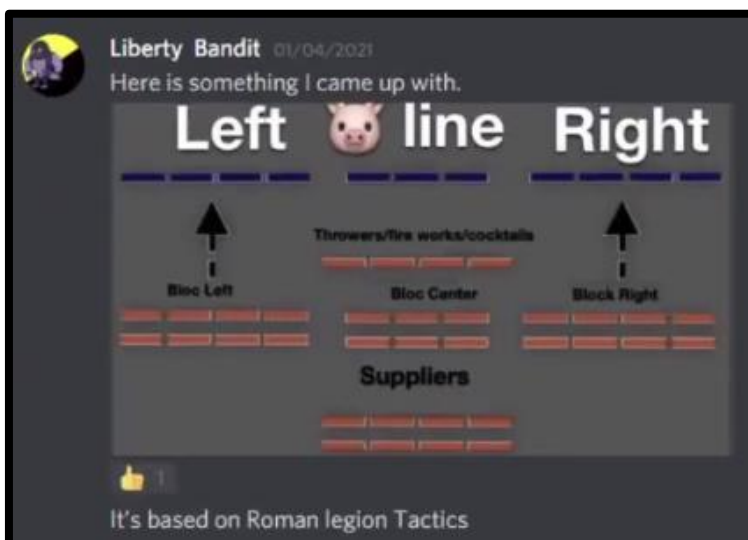 Liberty Bandit 01/04/2021
Here is something I came up with.
Left 🐷 line Right
Throwers/fire works/cocktails
Bloc Left Bloc Center Block Right
Suppliers
👍 1
It's based on Roman legion Tactics